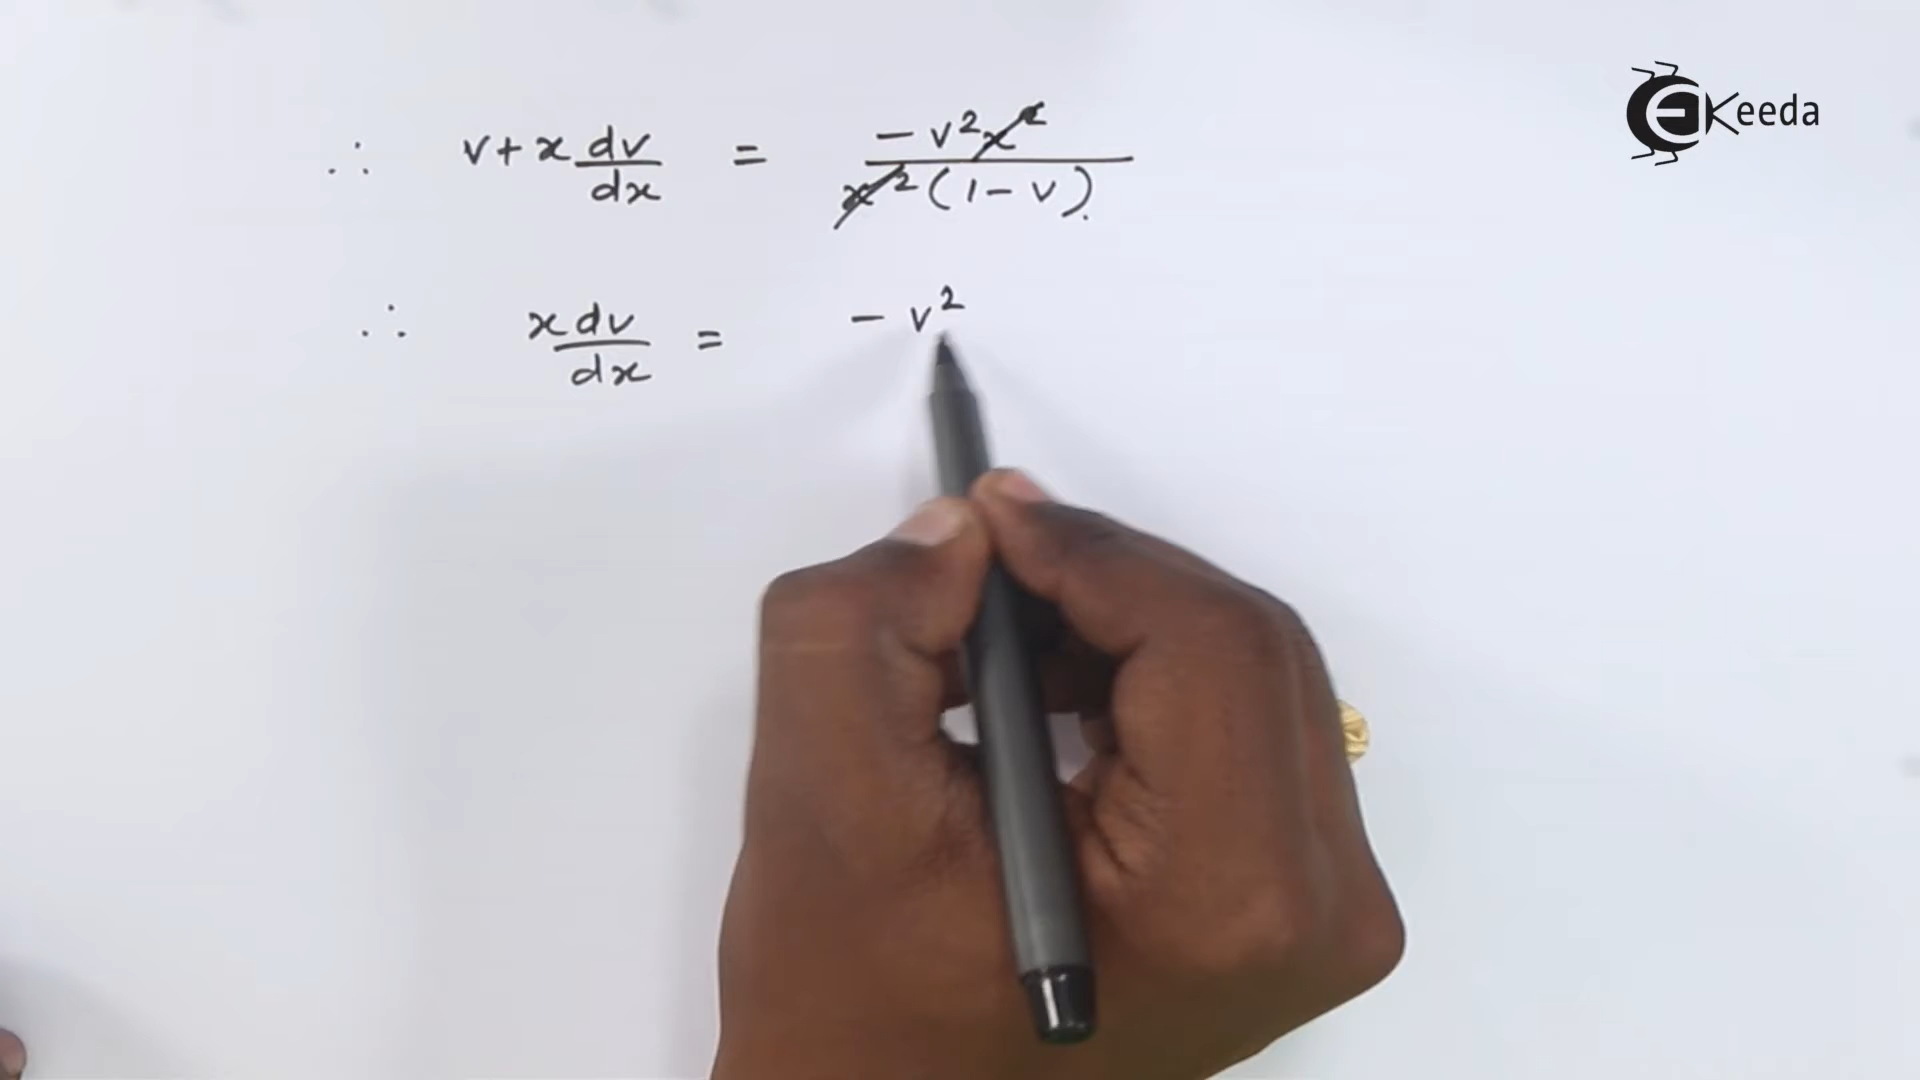 EKeeda
∴ v + x dv/dx = - v²x²/x²(1 - v).
∴ x dv/dx = - v²